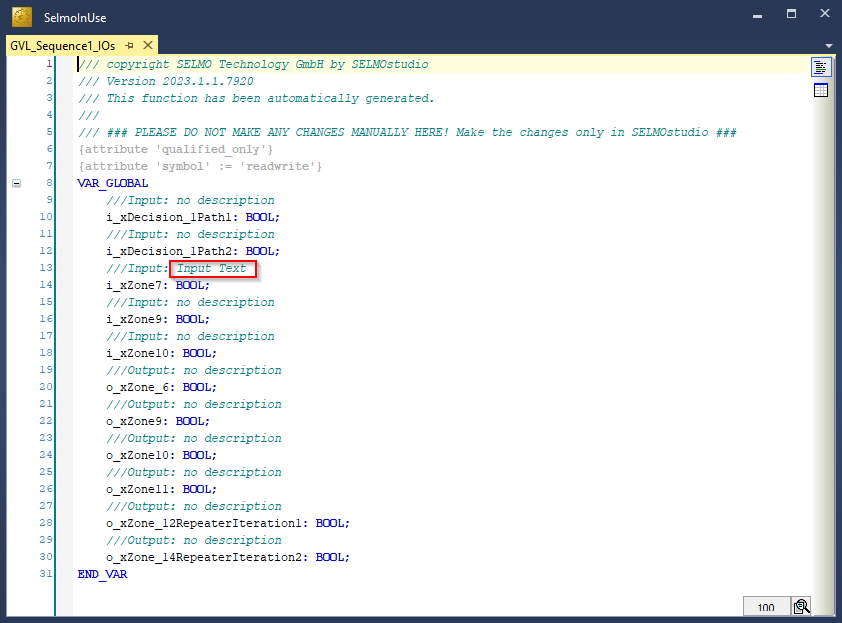 SelmoInUse
GVL_Sequence1_IOs
1 /// copyright SELMO Technology GmbH by SELMOstudio
2 /// Version 2023.1.1.7920
3 /// This function has been automatically generated.
4 ///
5 /// ### PLEASE DO NOT MAKE ANY CHANGES MANUALLY HERE! Make the changes only in SELMOstudio ###
6 {attribute 'qualified_only'}
7 {attribute 'symbol' := 'readwrite'}
8 VAR_GLOBAL
9 ///Input: no description
10 i_xDecision_1Path1: BOOL;
11 ///Input: no description
12 i_xDecision_1Path2: BOOL;
13 ///Input: Input Text
14 i_xZone7: BOOL;
15 ///Input: no description
16 i_xZone9: BOOL;
17 ///Input: no description
18 i_xZone10: BOOL;
19 ///Output: no description
20 o_xZone_6: BOOL;
21 ///Output: no description
22 o_xZone9: BOOL;
23 ///Output: no description
24 o_xZone10: BOOL;
25 ///Output: no description
26 o_xZone11: BOOL;
27 ///Output: no description
28 o_xZone_12RepeaterIteration1: BOOL;
29 ///Output: no description
30 o_xZone_14RepeaterIteration2: BOOL;
31 END_VAR
100